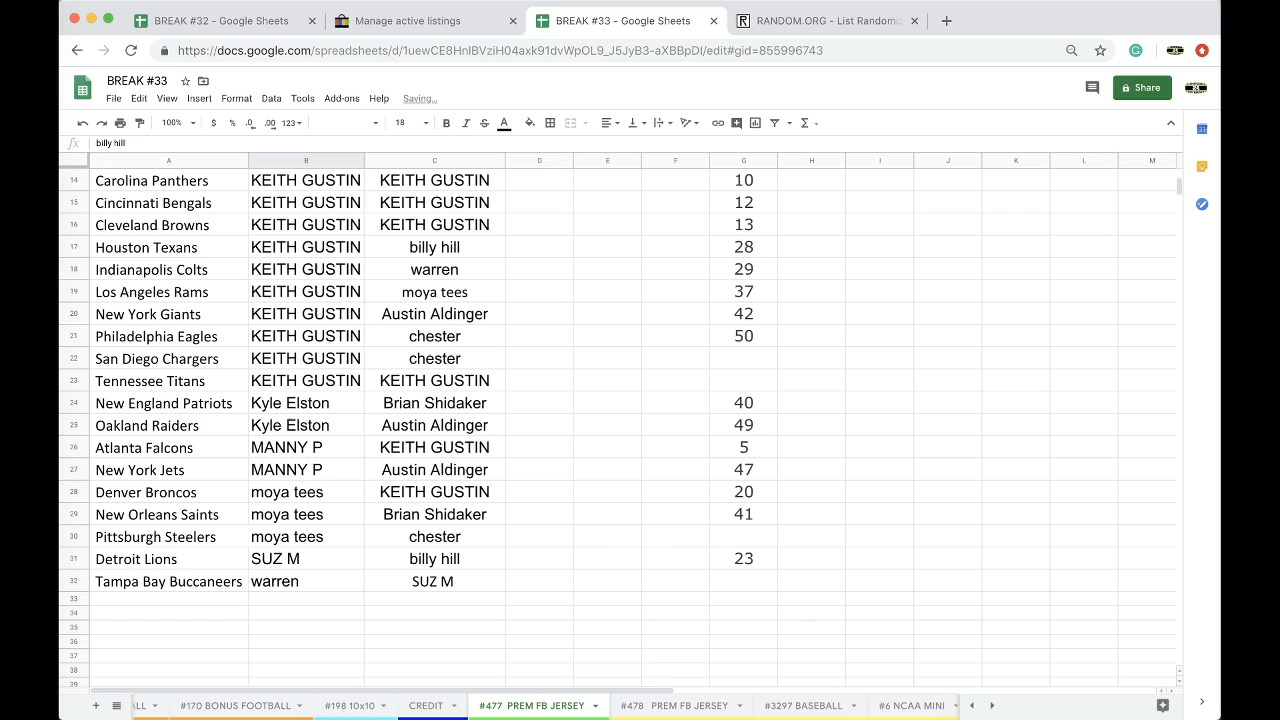 BREAK #32 - Google Sheets
Manage active listings
BREAK #33 - Google Sheets
RANDOM.ORG - List Randomiz
https://docs.google.com/spreadsheets/d/1uewCE8HnIBVziH04axk91dvWpOL9_J5JyB3-aXBBpDI/edit#gid=855996743
BREAK #33
File Edit View Insert Format Data Tools Add-ons Help Saving...
Share
100% $ % .0 .00 123 18 B I S A
fx billy hill
A B C D E F G H I J K L M
14 Carolina Panthers KEITH GUSTIN KEITH GUSTIN 10
15 Cincinnati Bengals KEITH GUSTIN KEITH GUSTIN 12
16 Cleveland Browns KEITH GUSTIN KEITH GUSTIN 13
17 Houston Texans KEITH GUSTIN billy hill 28
18 Indianapolis Colts KEITH GUSTIN warren 29
19 Los Angeles Rams KEITH GUSTIN moya tees 37
20 New York Giants KEITH GUSTIN Austin Aldinger 42
21 Philadelphia Eagles KEITH GUSTIN chester 50
22 San Diego Chargers KEITH GUSTIN chester
23 Tennessee Titans KEITH GUSTIN KEITH GUSTIN
24 New England Patriots Kyle Elston Brian Shidaker 40
25 Oakland Raiders Kyle Elston Austin Aldinger 49
26 Atlanta Falcons MANNY P KEITH GUSTIN 5
27 New York Jets MANNY P Austin Aldinger 47
28 Denver Broncos moya tees KEITH GUSTIN 20
29 New Orleans Saints moya tees Brian Shidaker 41
30 Pittsburgh Steelers moya tees chester
31 Detroit Lions SUZ M billy hill 23
32 Tampa Bay Buccaneers warren SUZ M
33
34
35
36
37
38
39
ALL #170 BONUS FOOTBALL #198 10x10 CREDIT #477 PREM FB JERSEY #478 PREM FB JERSEY #3297 BASEBALL #6 NCAA MINI